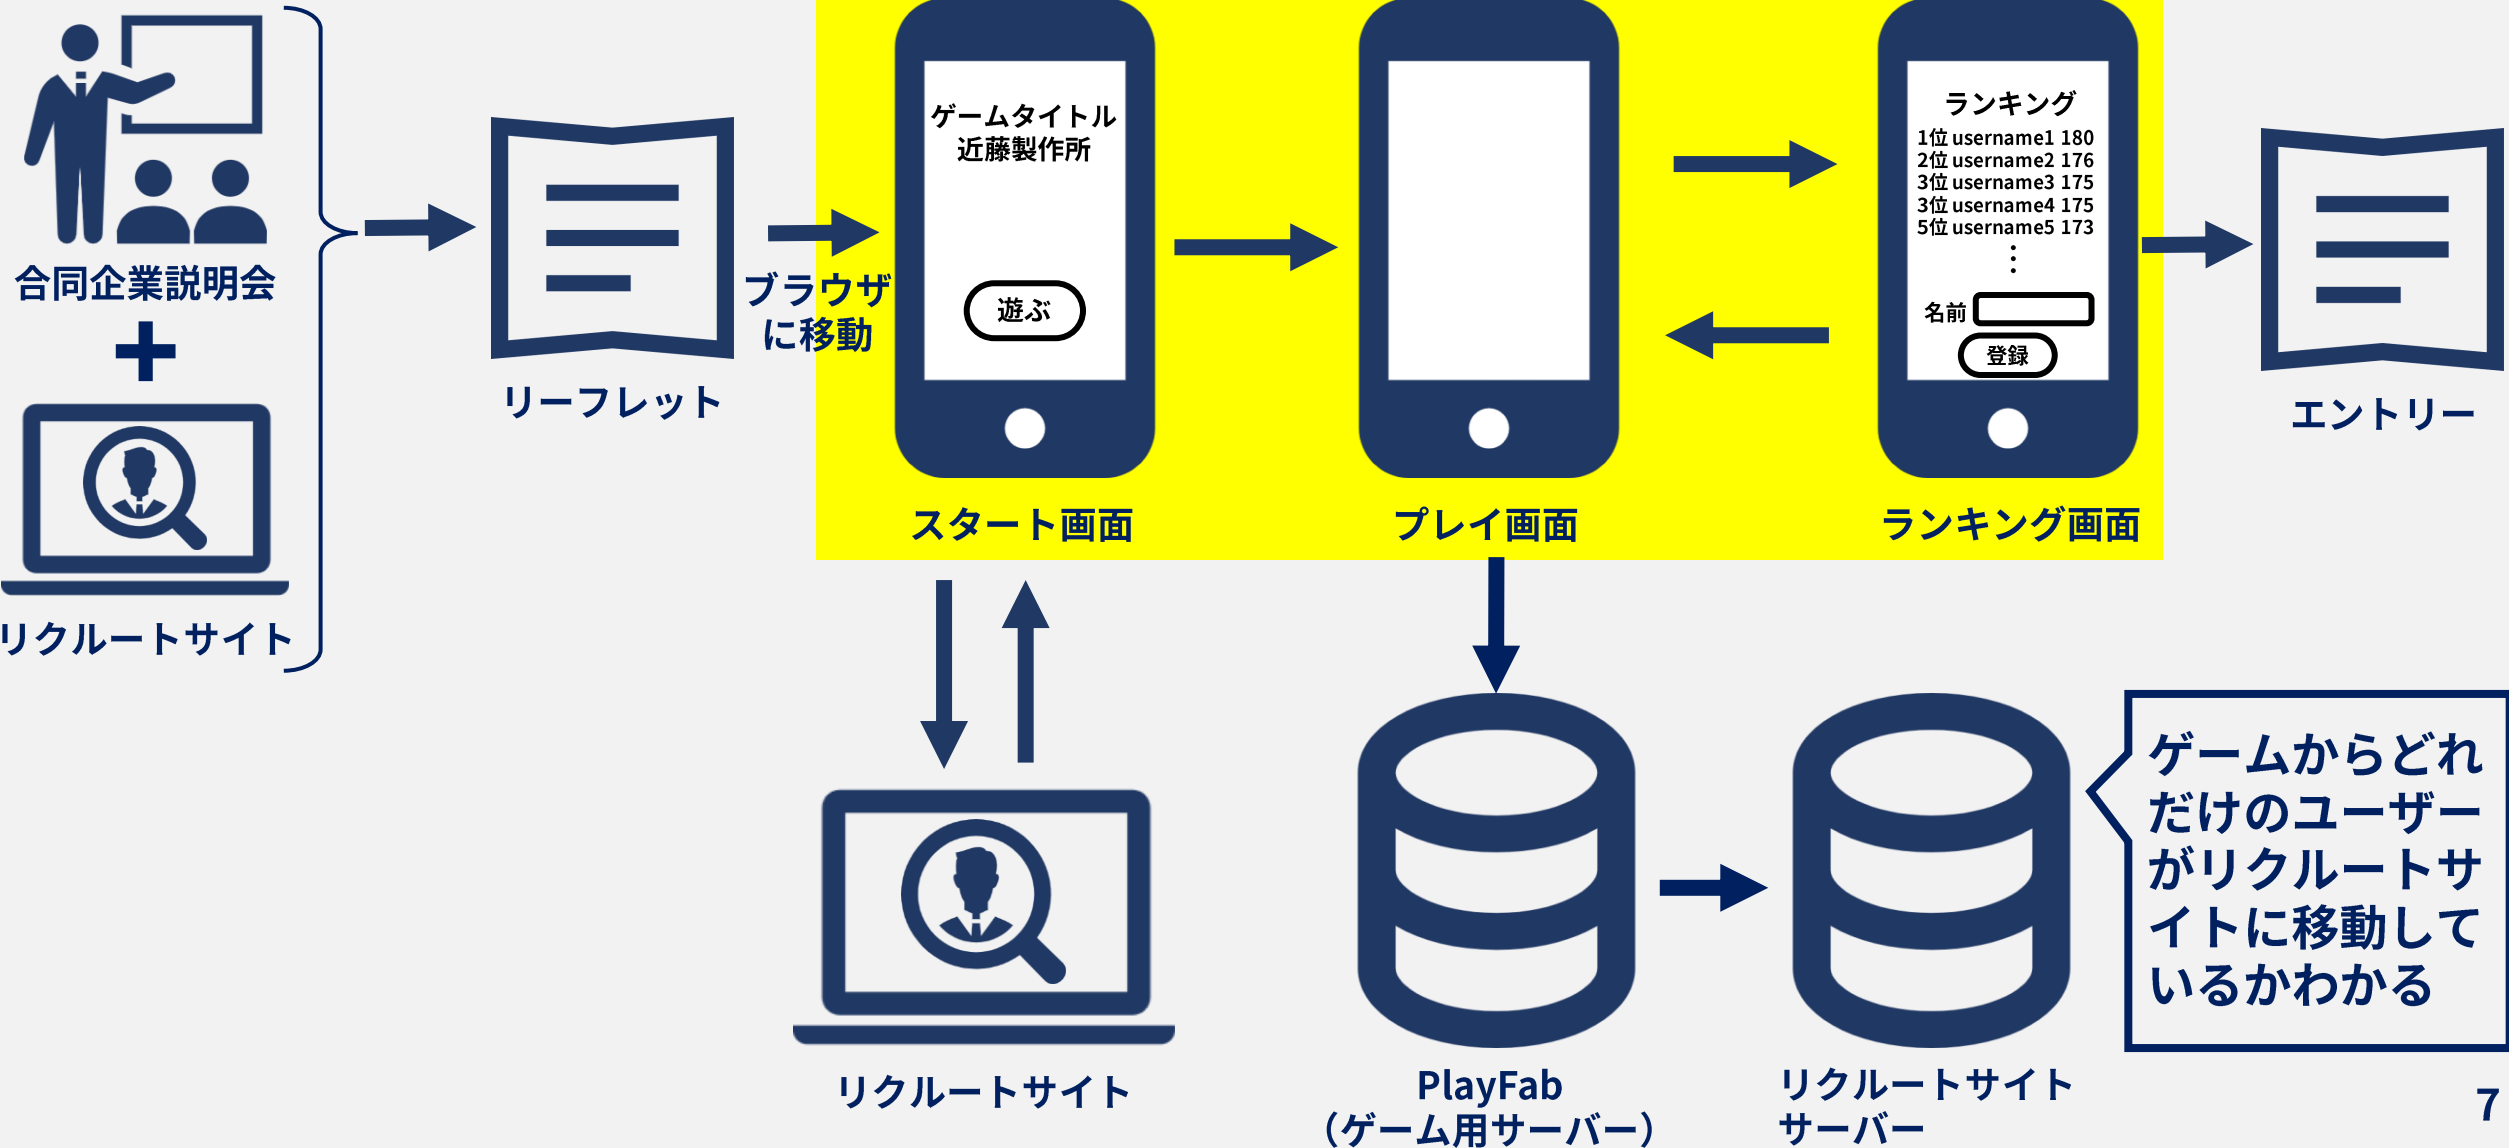 合同企業説明会
リクルートサイト
リーフレット
ブラウザ
に移動
ゲームタイトル
近藤製作所
遊ぶ
スタート画面
プレイ画面
ランキング
1位 username1 180
2位 username2 176
3位 username3 175
3位 username4 175
5位 username5 173
⋮
名前
登録
ランキング画面
エントリー
リクルートサイト
PlayFab
（ゲーム用サーバー）
リクルートサイト
サーバー
ゲームからどれ
だけのユーザー
がリクルートサ
イトに移動して
いるかわかる
7